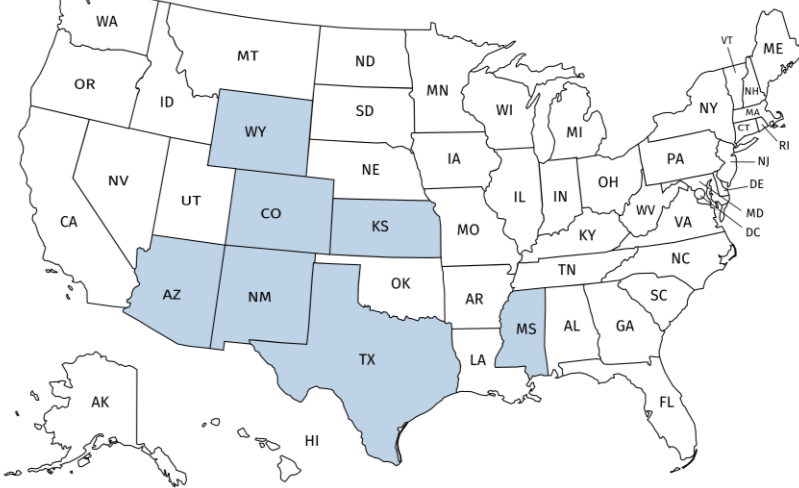 WA
MT
ND
MN
VT
ME
OR
ID
SD
WI
MI
NY
NH
MA
CT
RI
WY
NE
IA
PA
NJ
NV
UT
CO
KS
MO
IL
IN
OH
WV
VA
DE
MD
DC
CA
KY
AZ
NM
OK
AR
TN
NC
SC
TX
LA
MS
AL
GA
FL
AK
HI